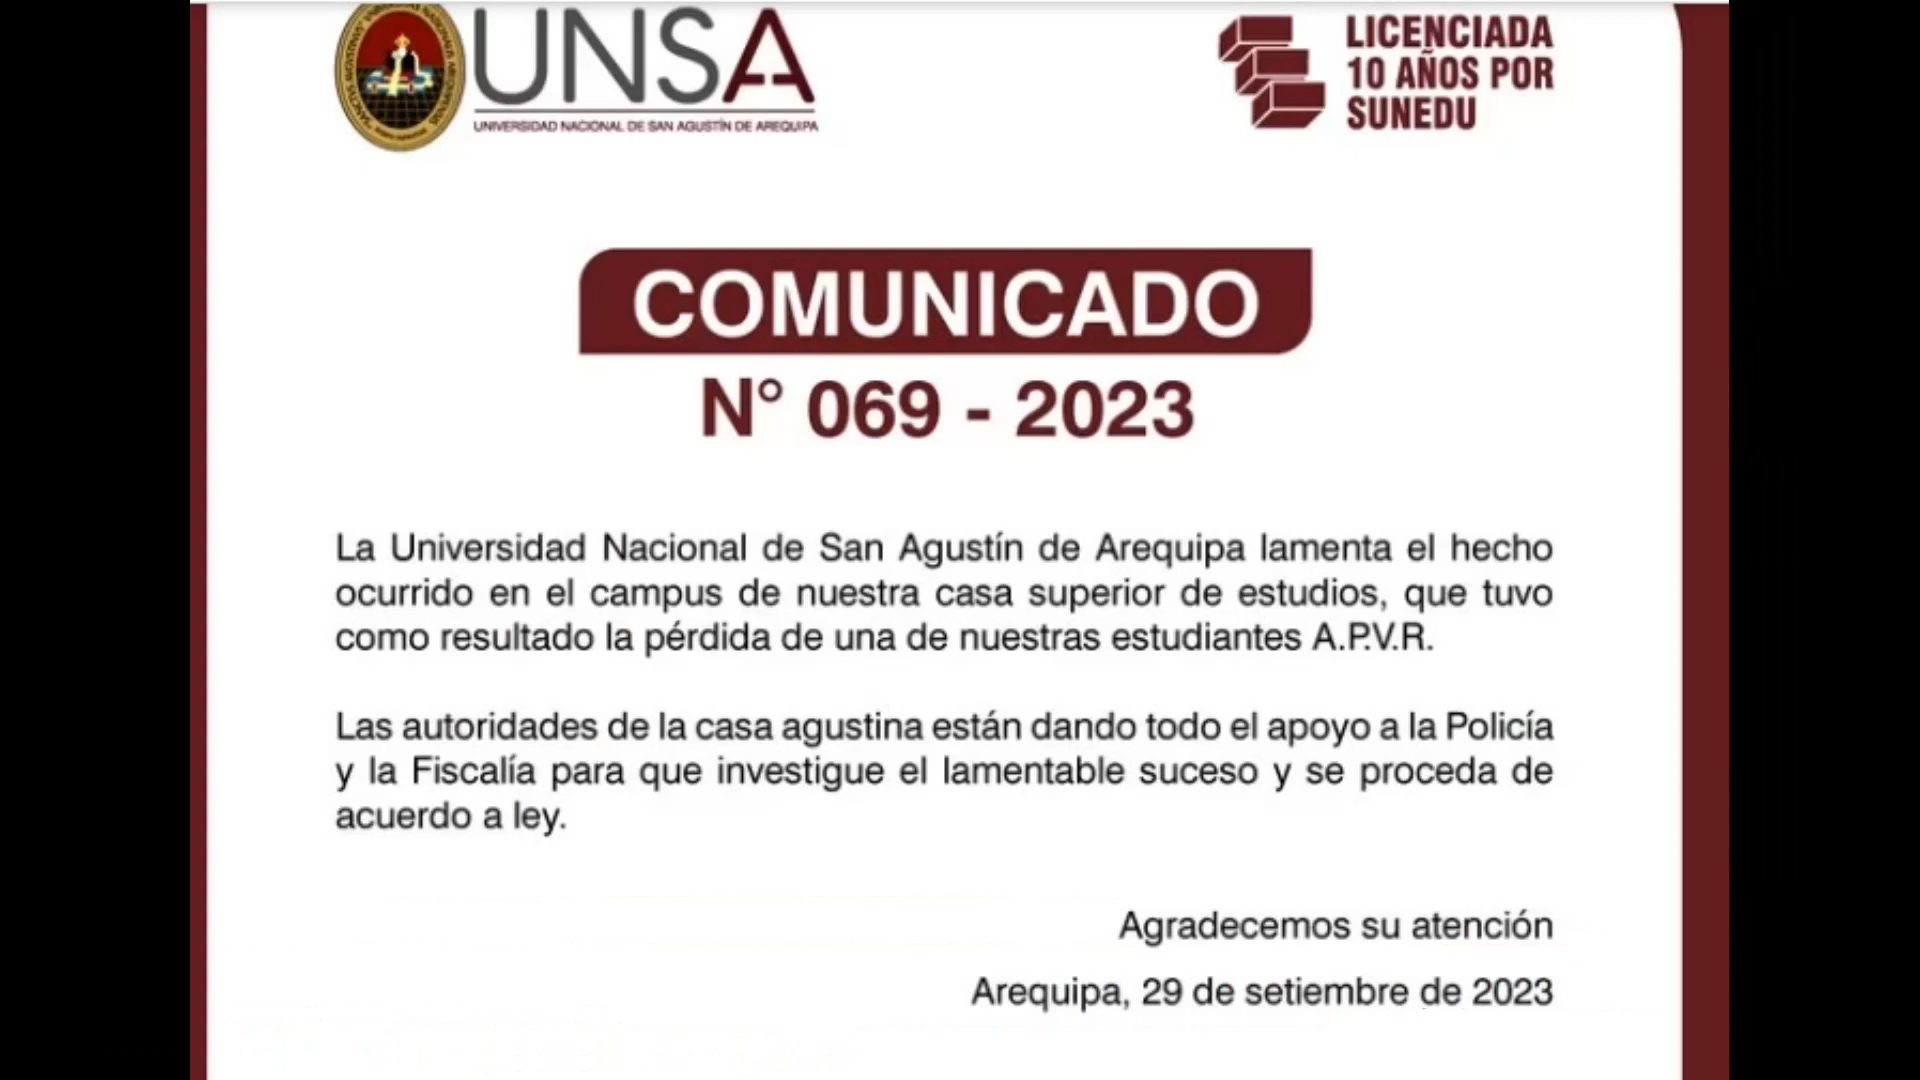 UNSA
UNIVERSIDAD NACIONAL DE SAN AGUSTÍN DE AREQUIPA
LICENCIADA
10 AÑOS POR
SUNEDU
COMUNICADO
N° 069 - 2023
La Universidad Nacional de San Agustín de Arequipa lamenta el hecho
ocurrido en el campus de nuestra casa superior de estudios, que tuvo
como resultado la pérdida de una de nuestras estudiantes A.P.V.R.
Las autoridades de la casa agustina están dando todo el apoyo a la Policía
y la Fiscalía para que investigue el lamentable suceso y se proceda de
acuerdo a ley.
Agradecemos su atención
Arequipa, 29 de setiembre de 2023